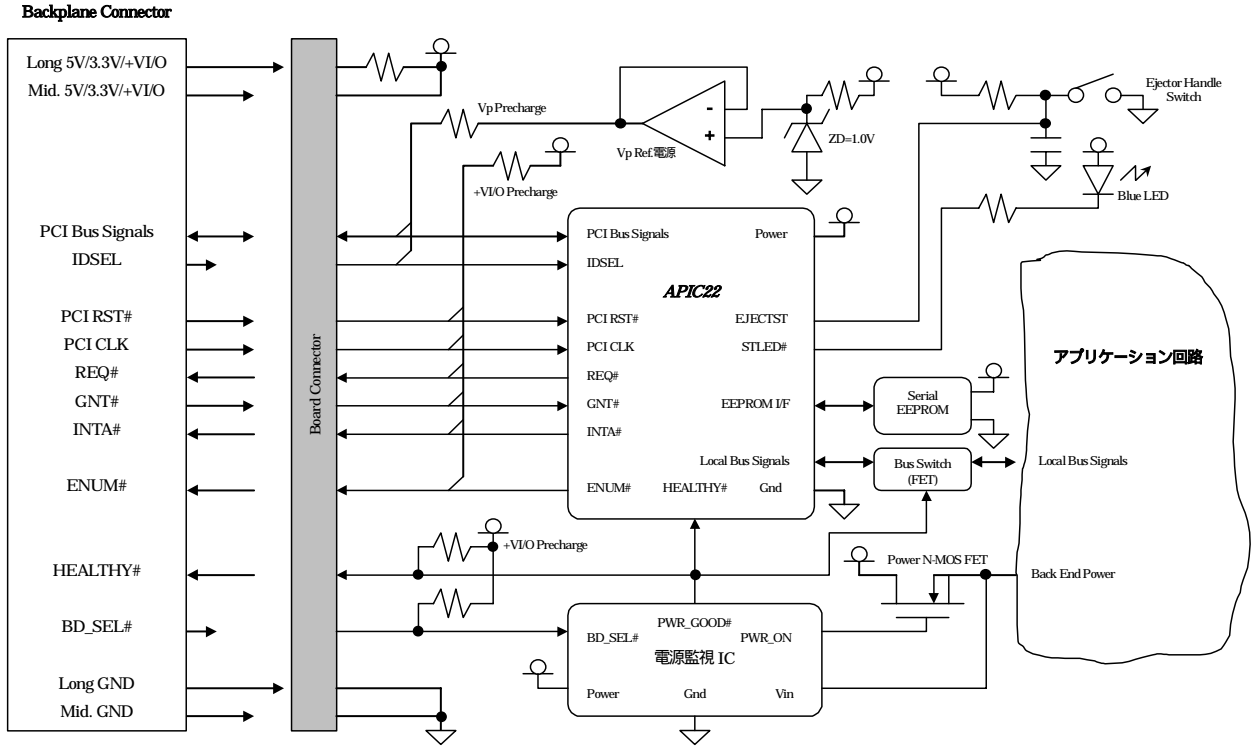 Backplane Connector
Long 5V/3.3V/+VI/O
Mid. 5V/3.3V/+VI/O
PCI Bus Signals
IDSEL
PCI RST#
PCI CLK
REQ#
GNT#
INTA#
ENUM#
HEALTHY#
BD_SEL#
Long GND
Mid. GND
Board Connector
Vp Precharge
+VI/O Precharge
Vp Ref.電源
-
+
ZD=1.0V
Ejector Handle
Switch
Blue LED
PCI Bus Signals
Power
IDSEL
APIC22
PCI RST#
EJECTST
PCI CLK
STLED#
REQ#
GNT#
EEPROM I/F
INTA#
Local Bus Signals
ENUM#
HEALTHY#
Gnd
Serial
EEPROM
Bus Switch
(FET)
アプリケーション回路
Local Bus Signals
Back End Power
+VI/O Precharge
Power N-MOS FET
PWR_GOOD#
BD_SEL#
PWR_ON
電源監視 IC
Power
Gnd
Vin